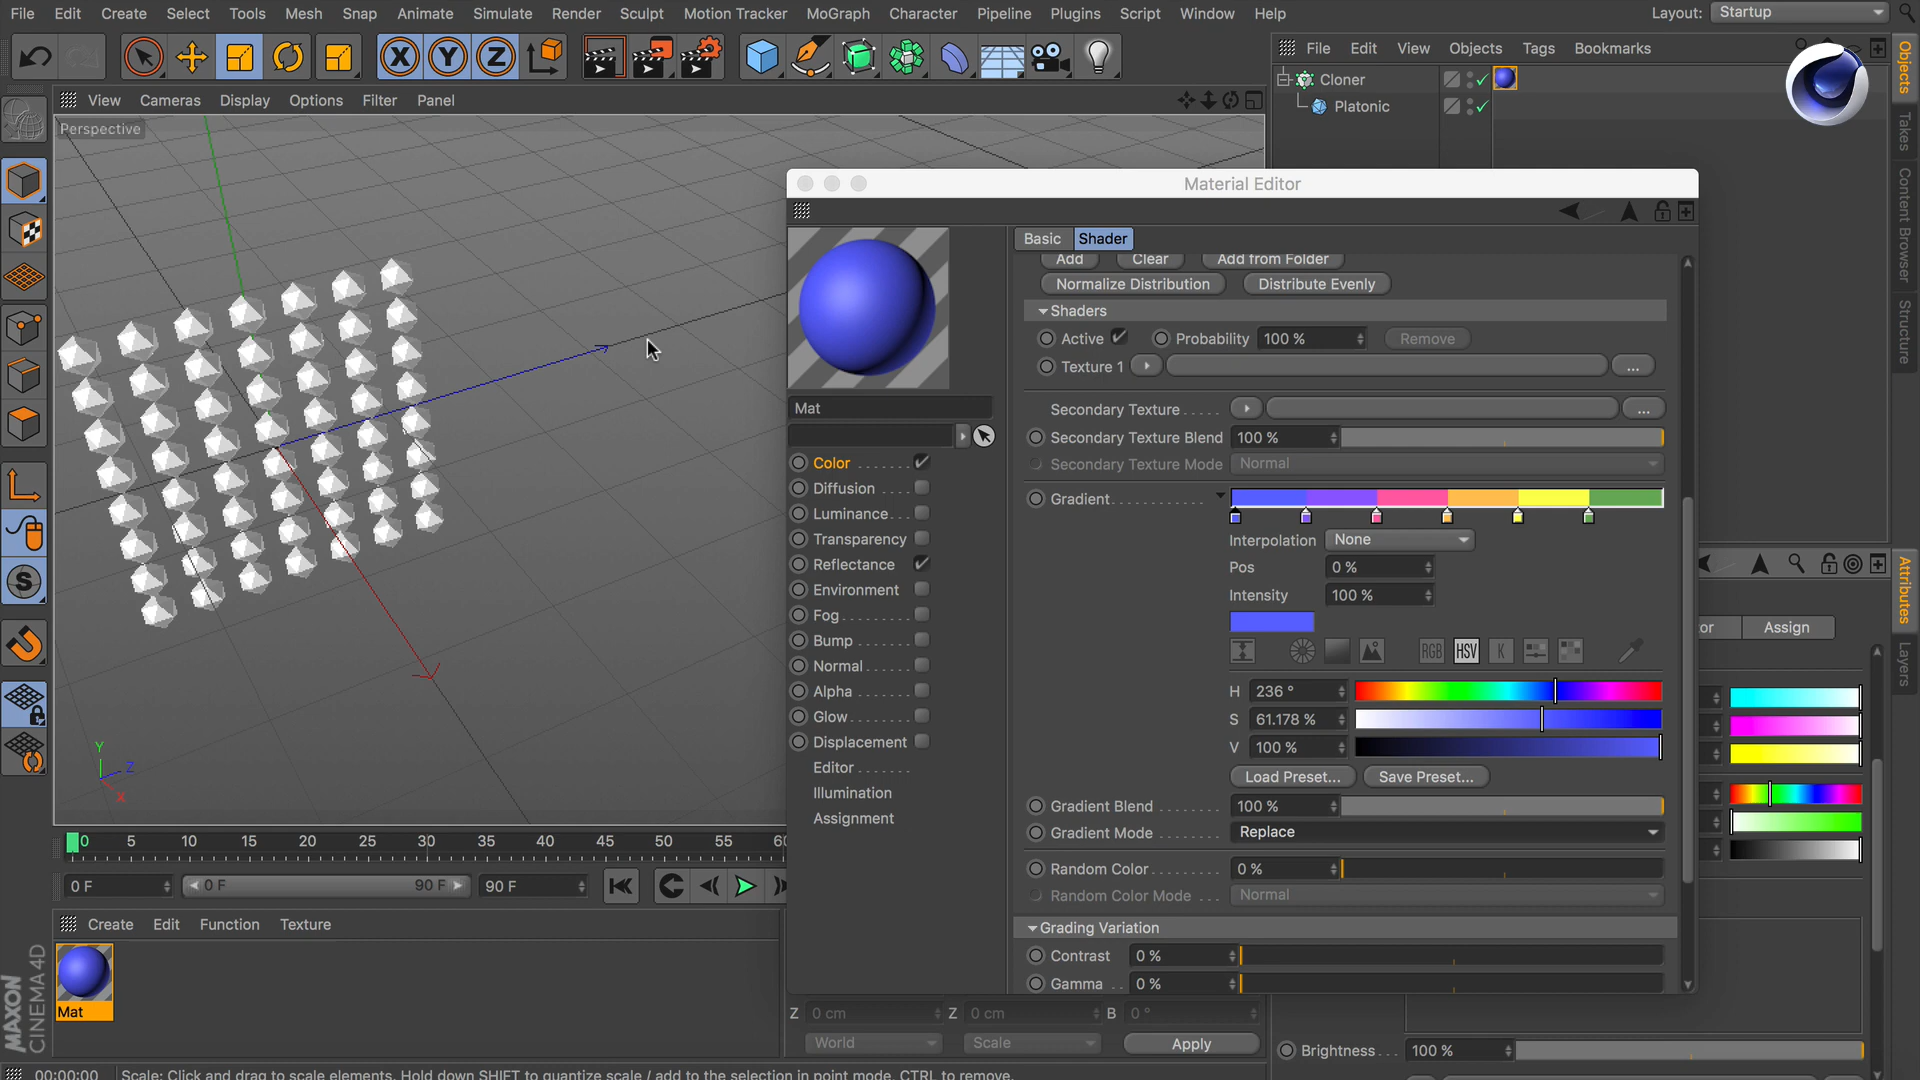 File Edit Create Select Tools Mesh Snap Animate Simulate Render Sculpt Motion Tracker MoGraph Character Pipeline Plugins Script Window Help
Layout: Startup
X Y Z
File Edit View Objects Tags Bookmarks
Cloner
Platonic
Objects
Takes
Content Browser
Structure
View Cameras Display Options Filter Panel
Perspective
Y
Z
X
Material Editor
Basic Shader
Add Clear Add from Folder
Normalize Distribution Distribute Evenly
Shaders
Active Probability 100 % Remove
Texture 1 ...
Secondary Texture . . . . . ...
Secondary Texture Blend 100 %
Secondary Texture Mode Normal
Gradient. . . . . . . . . . . . .
Interpolation None
Pos 0 %
Intensity 100 %
RGB HSV K
H 236 °
S 61.178 %
V 100 %
Load Preset... Save Preset...
Gradient Blend . . . . . . . . 100 %
Gradient Mode . . . . . . . . Replace
Random Color. . . . . . . . . 0 %
Random Color Mode . . . Normal
Grading Variation
Contrast 0 %
Gamma . . 0 %
Mat
Color . . . . . . .
Diffusion . . . .
Luminance. . .
Transparency
Reflectance
Environment
Fog. . . . . . . . .
Bump . . . . . . .
Normal. . . . . .
Alpha . . . . . . .
Glow. . . . . . . .
Displacement
Editor . . . . . . .
Illumination
Assignment
Attributes
Layers
or Assign
Brightness. . . 100 %
0 5 10 15 20 25 30 35 40 45 50 55
0 F 0 F 90 F 90 F
Create Edit Function Texture
Mat
S
MAXON
CINEMA 4D
Z 0 cm Z 0 cm B 0 °
World Scale Apply
00:00:00 Scale: Click and drag to scale elements. Hold down SHIFT to quantize scale / add to the selection in point mode, CTRL to remove.